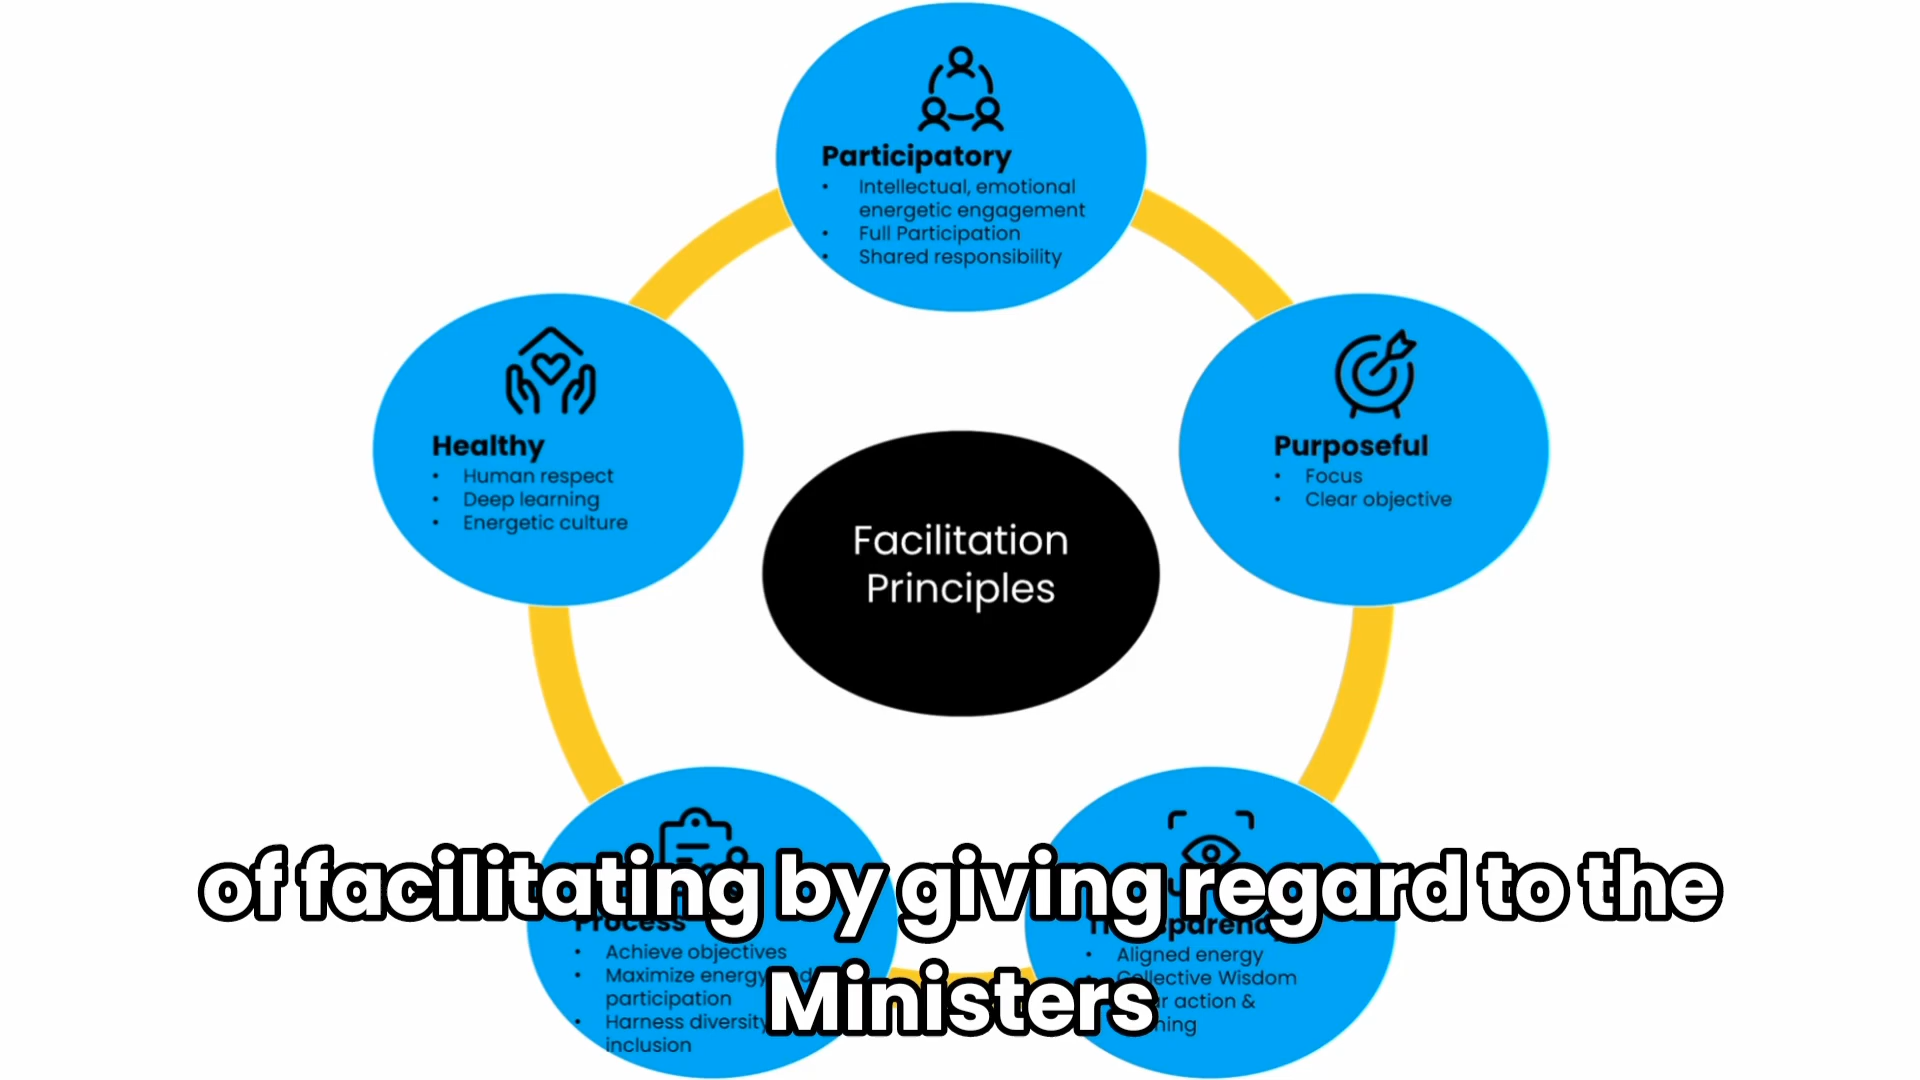 Participatory
• Intellectual, emotional
energetic engagement
• Full Participation
• Shared responsibility
Healthy
• Human respect
• Deep learning
• Energetic culture
Purposeful
• Focus
• Clear objective
Facilitation
Principles
Process
• Achieve objectives
• Maximize energy
participation
• Harness diversity
inclusion
• Aligned energy
• Collective Wisdom
action &
of facilitating by giving regard to the
Ministers